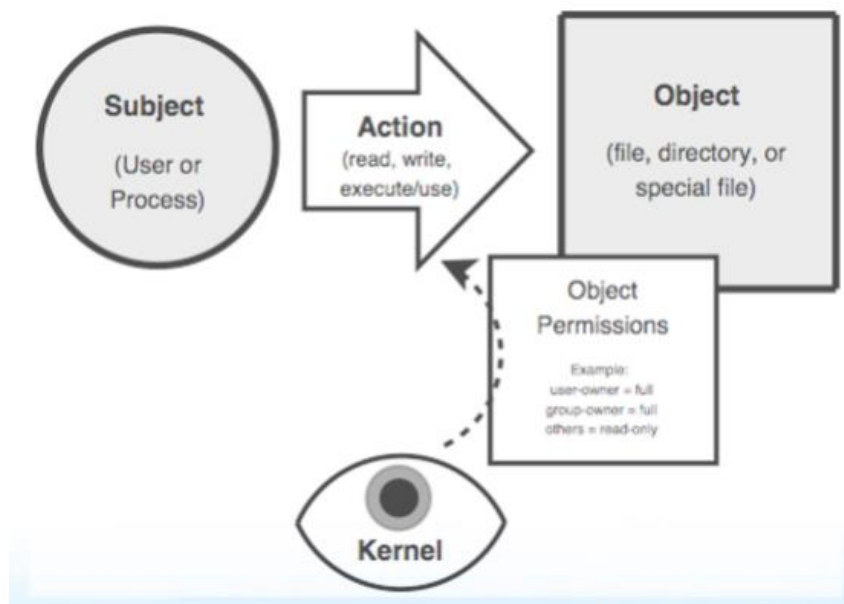 Subject
(User or
Process)
Action
(read, write,
execute/use)
Object
(file, directory, or
special file)
Object
Permissions
Example:
user-owner = full
group-owner = full
others = read-only
Kernel